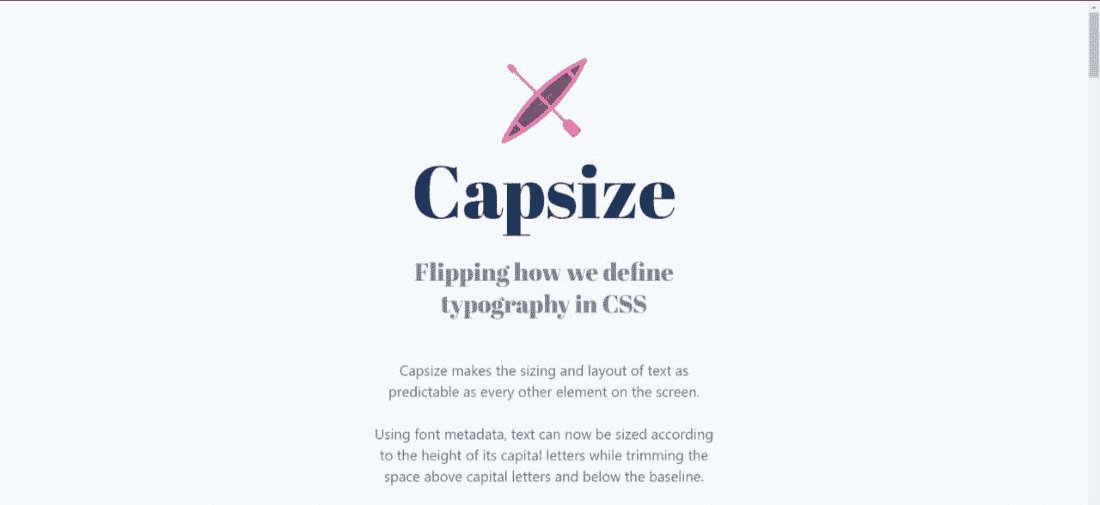 Capsize
Flipping how we define
typography in CSS
Capsize makes the sizing and layout of text as
predictable as every other element on the screen.
Using font metadata, text can now be sized according
to the height of its capital letters while trimming the
space above capital letters and below the baseline.